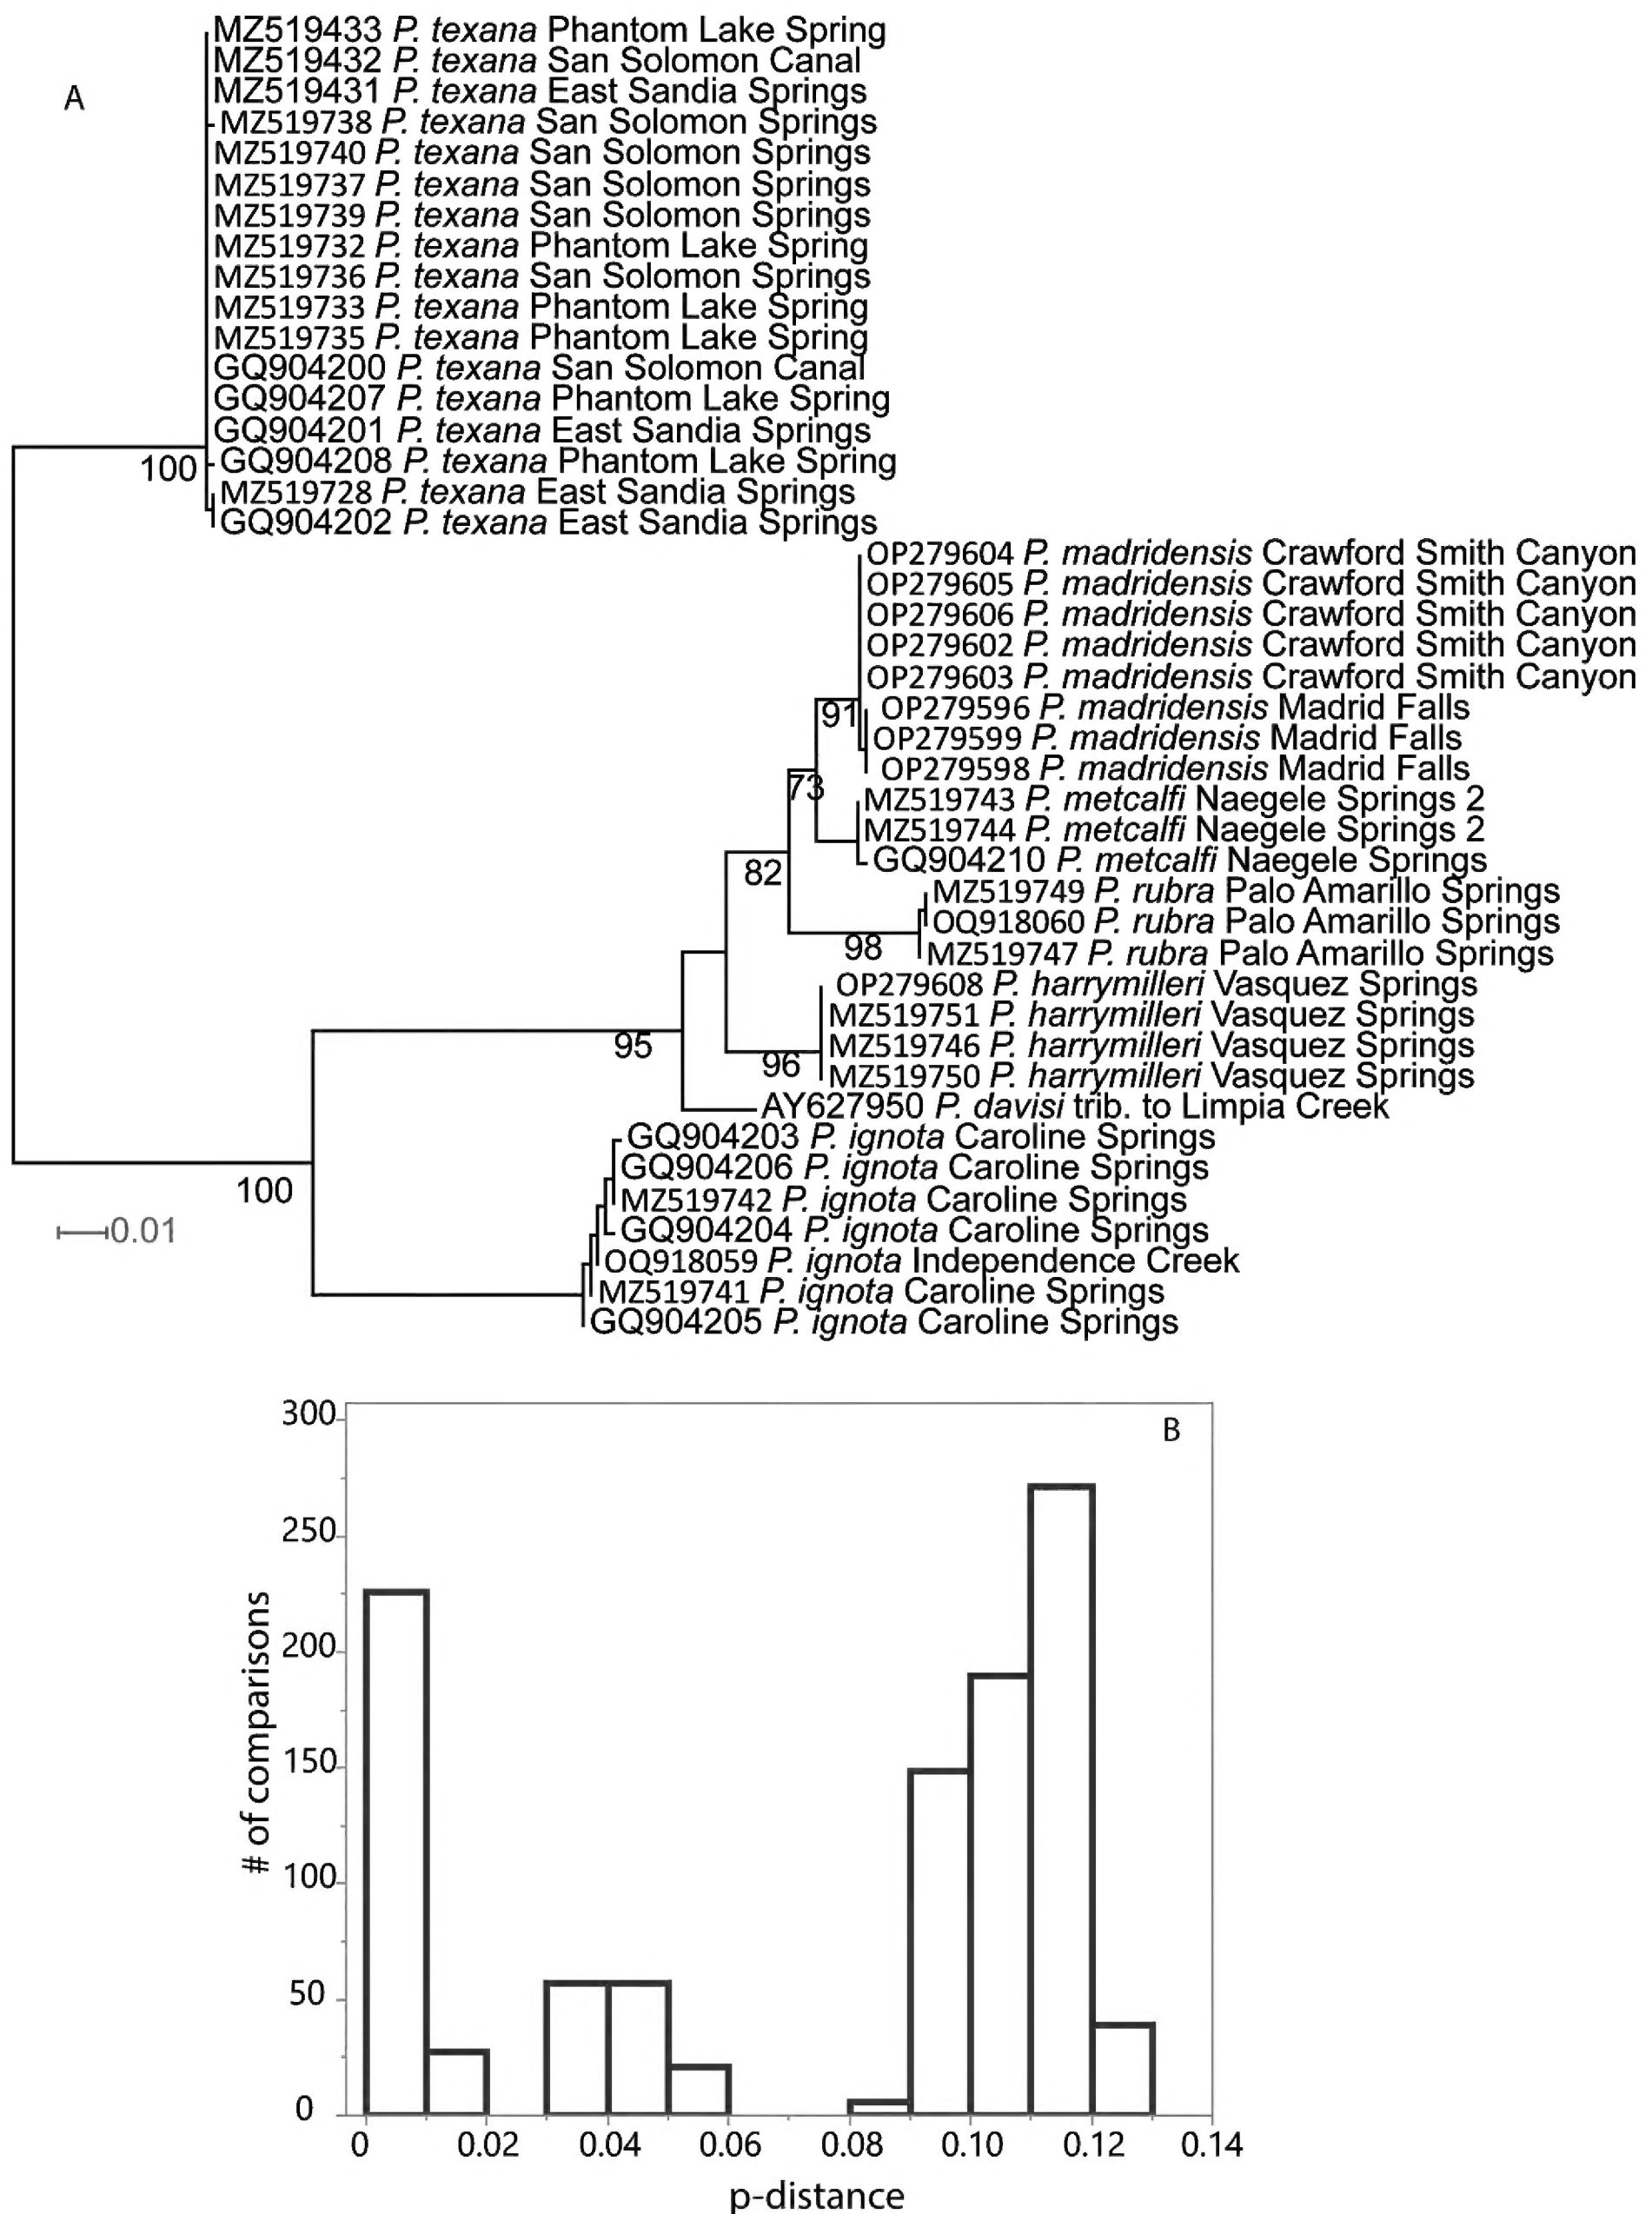 A
MZ519433 P. texana Phantom Lake Spring
MZ519432 P. texana San Solomon Canal
MZ519431 P. texana East Sandia Springs
MZ519738 P. texana San Solomon Springs
MZ519740 P. texana San Solomon Springs
MZ519737 P. texana San Solomon Springs
MZ519739 P. texana San Solomon Springs
MZ519732 P. texana Phantom Lake Spring
MZ519736 P. texana San Solomon Springs
MZ519733 P. texana Phantom Lake Spring
MZ519735 P. texana Phantom Lake Spring
GQ904200 P. texana San Solomon Canal
GQ904207 P. texana Phantom Lake Spring
GQ904201 P. texana East Sandia Springs
100
GQ904208 P. texana Phantom Lake Spring
MZ519728 P. texana East Sandia Springs
GQ904202 P. texana East Sandia Springs
OP279604 P. madridensis Crawford Smith Canyon
OP279605 P. madridensis Crawford Smith Canyon
OP279606 P. madridensis Crawford Smith Canyon
OP279602 P. madridensis Crawford Smith Canyon
OP279603 P. madridensis Crawford Smith Canyon
91
OP279596 P. madridensis Madrid Falls
OP279599 P. madridensis Madrid Falls
OP279598 P. madridensis Madrid Falls
73
MZ519743 P. metcalfi Naegele Springs 2
MZ519744 P. metcalfi Naegele Springs 2
GQ904210 P. metcalfi Naegele Springs
82
MZ519749 P. rubra Palo Amarillo Springs
OQ918060 P. rubra Palo Amarillo Springs
98
MZ519747 P. rubra Palo Amarillo Springs
OP279608 P. harrymilleri Vasquez Springs
MZ519751 P. harrymilleri Vasquez Springs
95
MZ519746 P. harrymilleri Vasquez Springs
96
MZ519750 P. harrymilleri Vasquez Springs
AY627950 P. davisi trib. to Limpia Creek
GQ904203 P. ignota Caroline Springs
GQ904206 P. ignota Caroline Springs
100
MZ519742 P. ignota Caroline Springs
GQ904204 P. ignota Caroline Springs
0.01
OQ918059 P. ignota Independence Creek
MZ519741 P. ignota Caroline Springs
GQ904205 P. ignota Caroline Springs
B
300
250
200
150
100
50
0
# of comparisons
0 0.02 0.04 0.06 0.08 0.10 0.12 0.14
p-distance